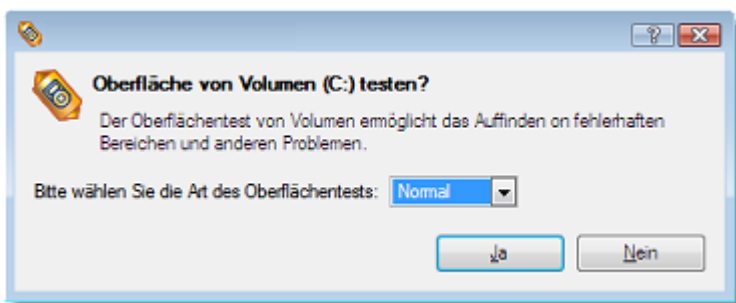 Oberfläche von Volumen (C:) testen?
Der Oberflächentest von Volumen ermöglicht das Auffinden on fehlerhaften
Bereichen und anderen Problemen.
Bitte wählen Sie die Art des Oberflächentests: Normal
Ja Nein